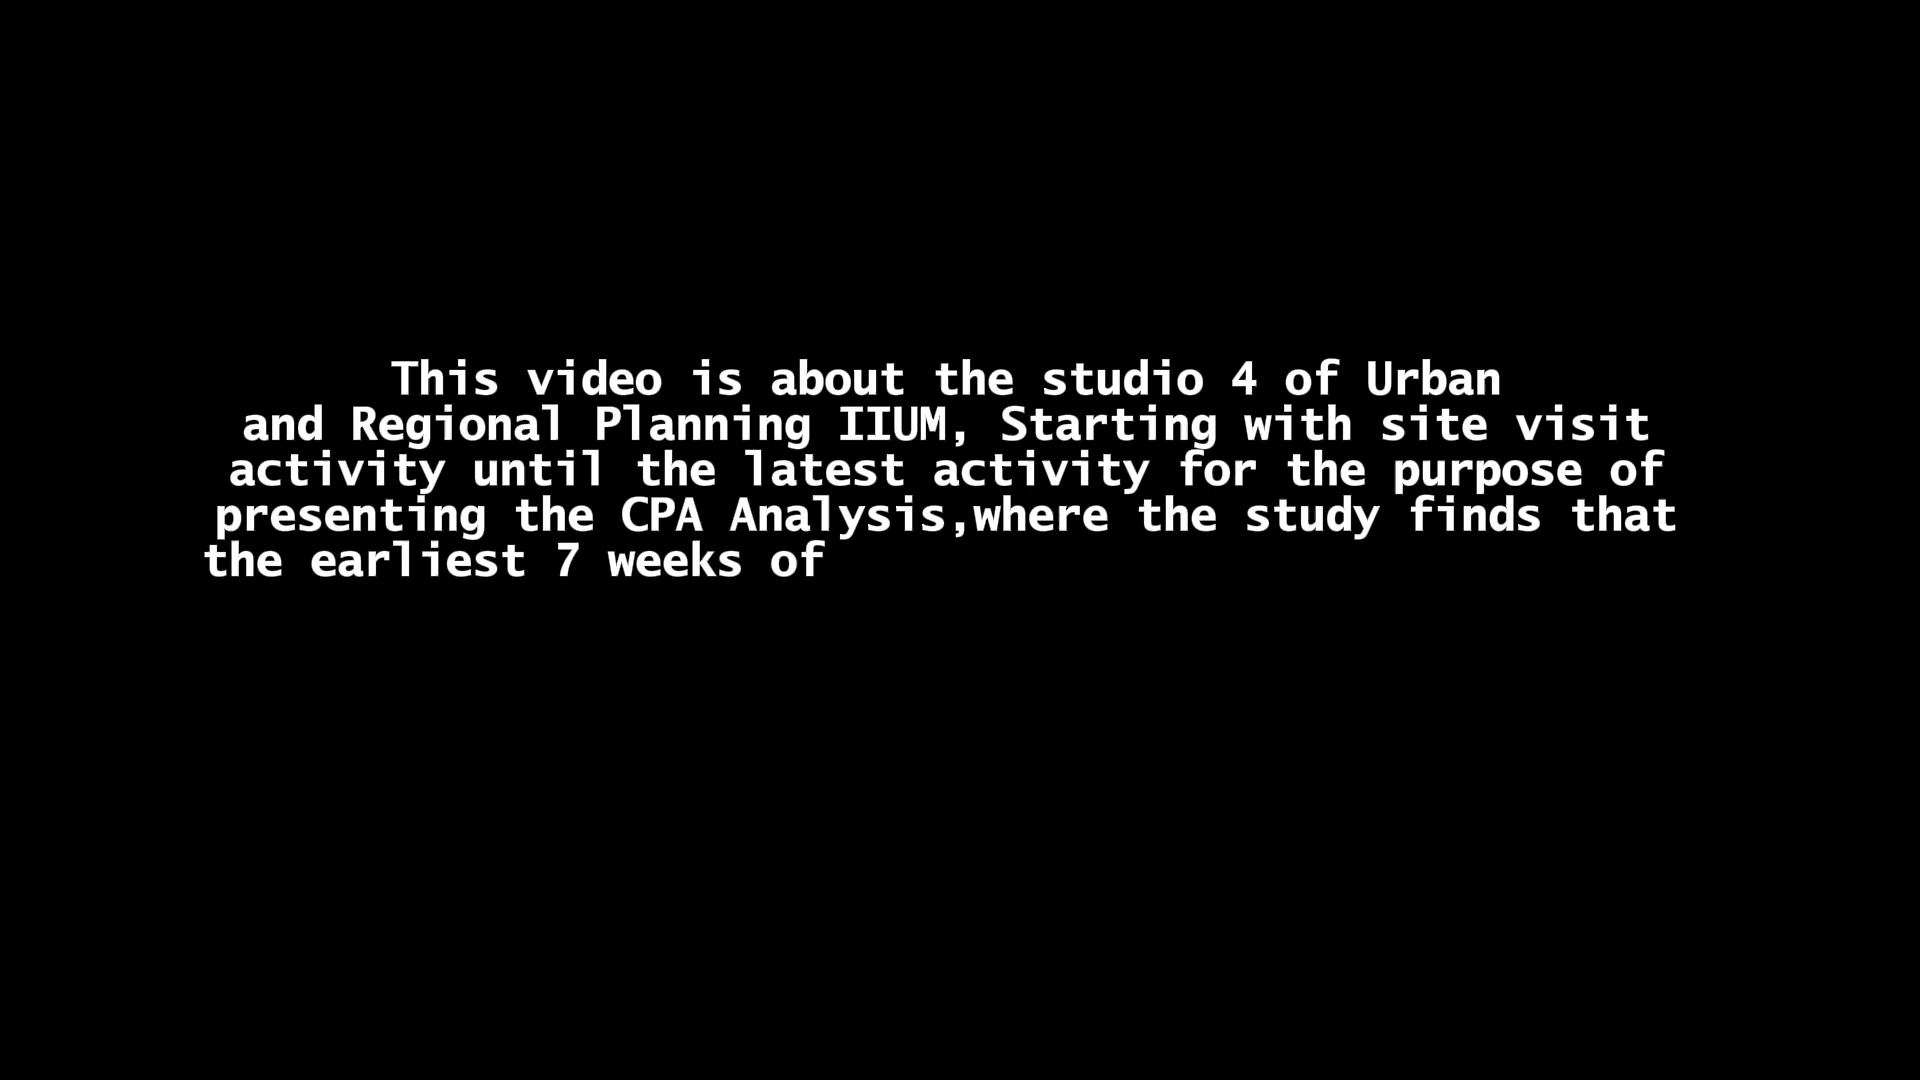 This video is about the studio 4 of Urban
and Regional Planning IIUM, Starting with site visit
activity until the latest activity for the purpose of
presenting the CPA Analysis,where the study finds that
the earliest 7 weeks of